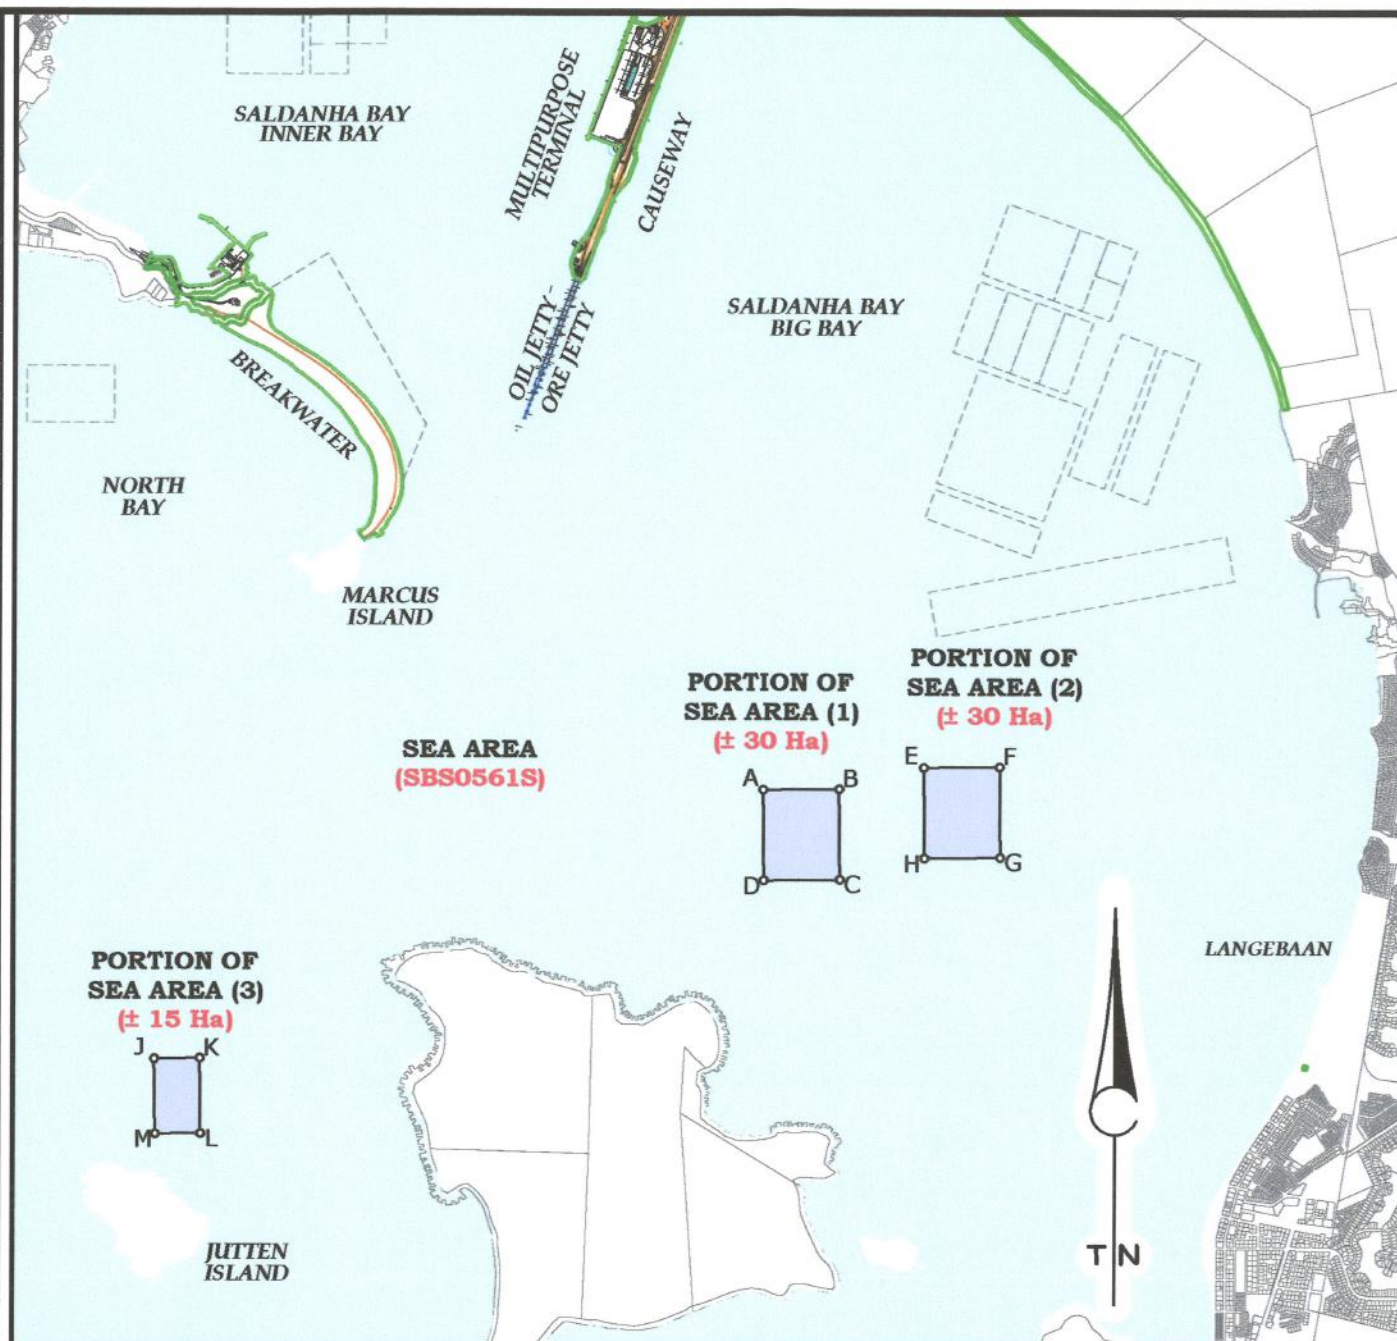 SALDANHA BAY
INNER BAY
MULTIPURPOSE
TERMINAL
CAUSEWAY
SALDANHA BAY
BIG BAY
OIL JETTY -
ORE JETTY
BREAKWATER
NORTH
BAY
MARCUS
ISLAND
PORTION OF
SEA AREA (2)
(± 30 Ha)
PORTION OF
SEA AREA (1)
(± 30 Ha)
SEA AREA
(SBS0561S)
E F
A B
H G
D C
LANGEBAAN
PORTION OF
SEA AREA (3)
(± 15 Ha)
J K
M L
JUTTEN
ISLAND
T N